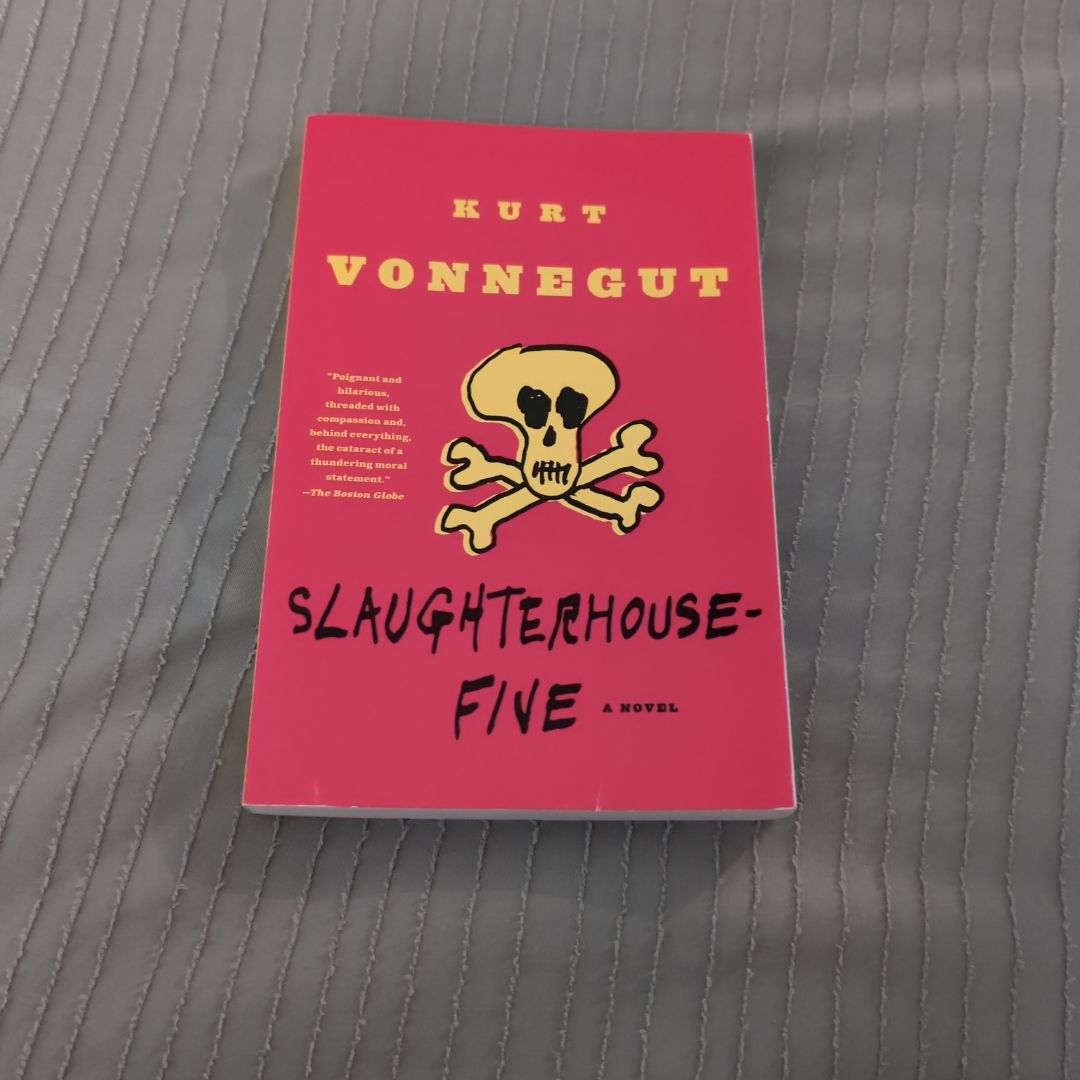 KURT
VONNEGUT
"Poignant and
hilarious,
threaded with
compassion and,
behind everything,
the cataract of a
thundering moral
statement."
—The Boston Globe
SLAUGHTERHOUSE-
FIVE A NOVEL